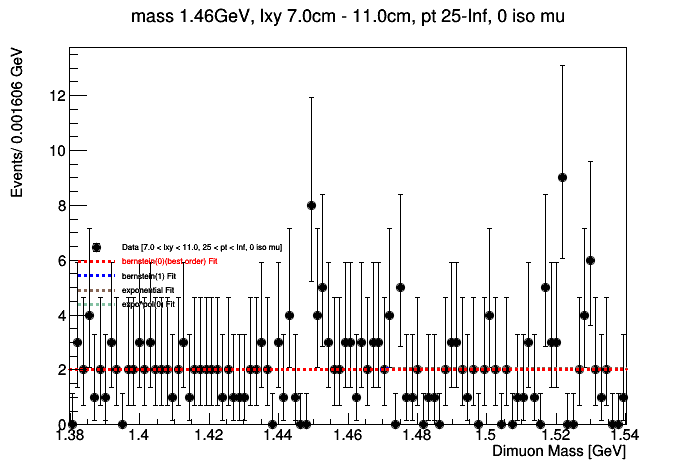 mass 1.46GeV, lxy 7.0cm - 11.0cm, pt 25-Inf, 0 iso mu
Events/ 0.001606 GeV
12
10
8
6
4
2
0
Data [7.0 < lxy < 11.0, 25 < pt < Inf, 0 iso mu]
bernstein(0)(best order) Fit
bernstein(1) Fit
exponential Fit
expo*pol(0) Fit
1.38
1.4
1.42
1.44
1.46
1.48
1.5
1.52
1.54
Dimuon Mass [GeV]